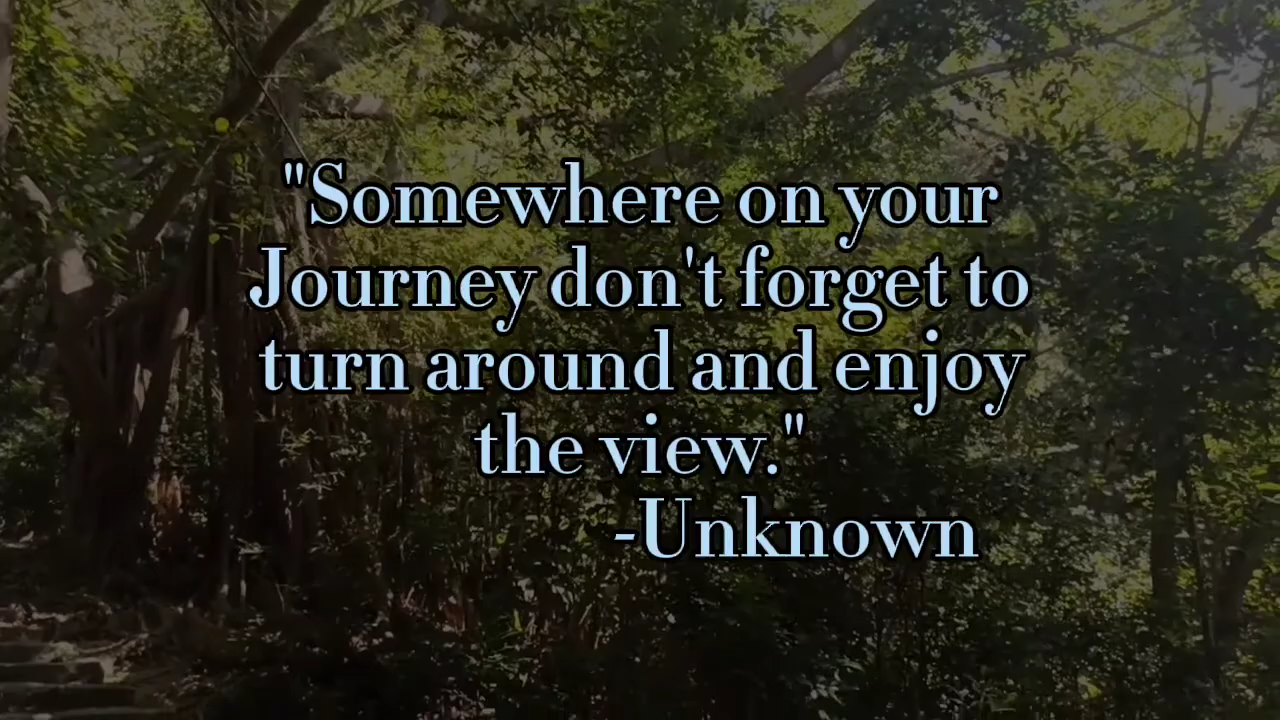 "Somewhere on your
Journey don't forget to
turn around and enjoy
the view."
-Unknown